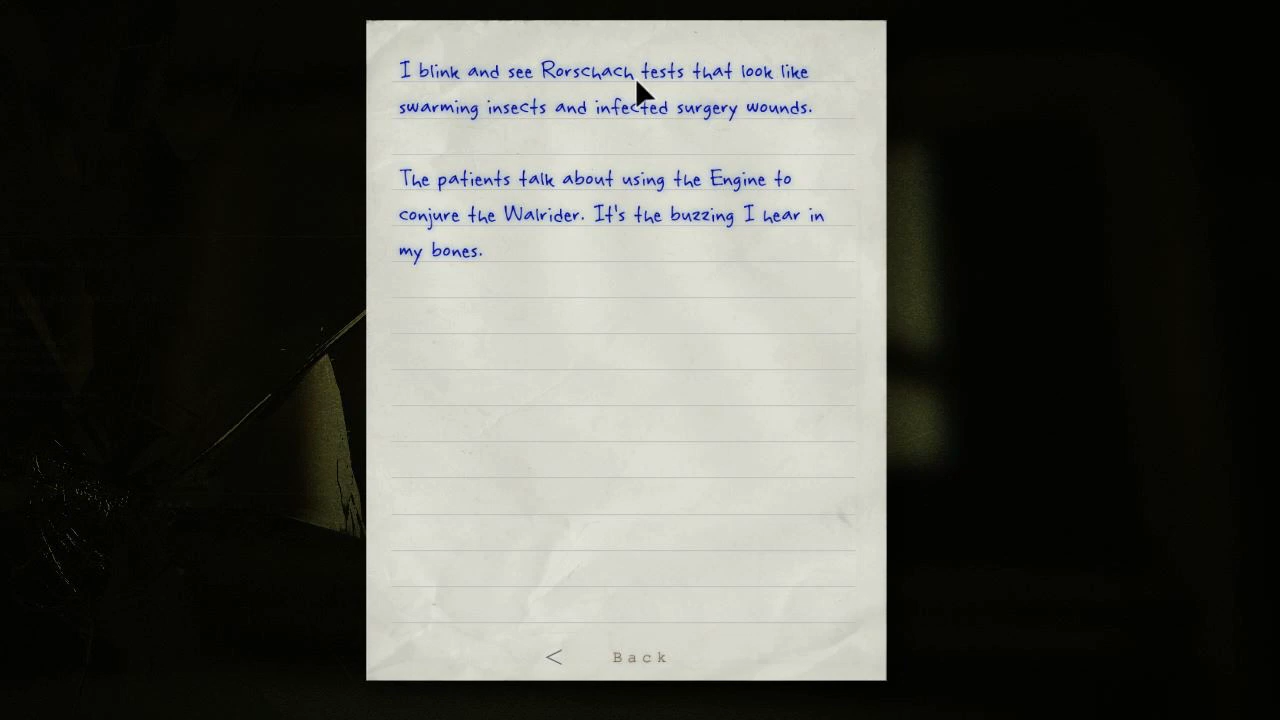 I blink and see Rorschach tests that look like
swarming insects and infected surgery wounds.
The patients talk about using the Engine to
conjure the Walrider. It's the buzzing I hear in
my bones.
< Back